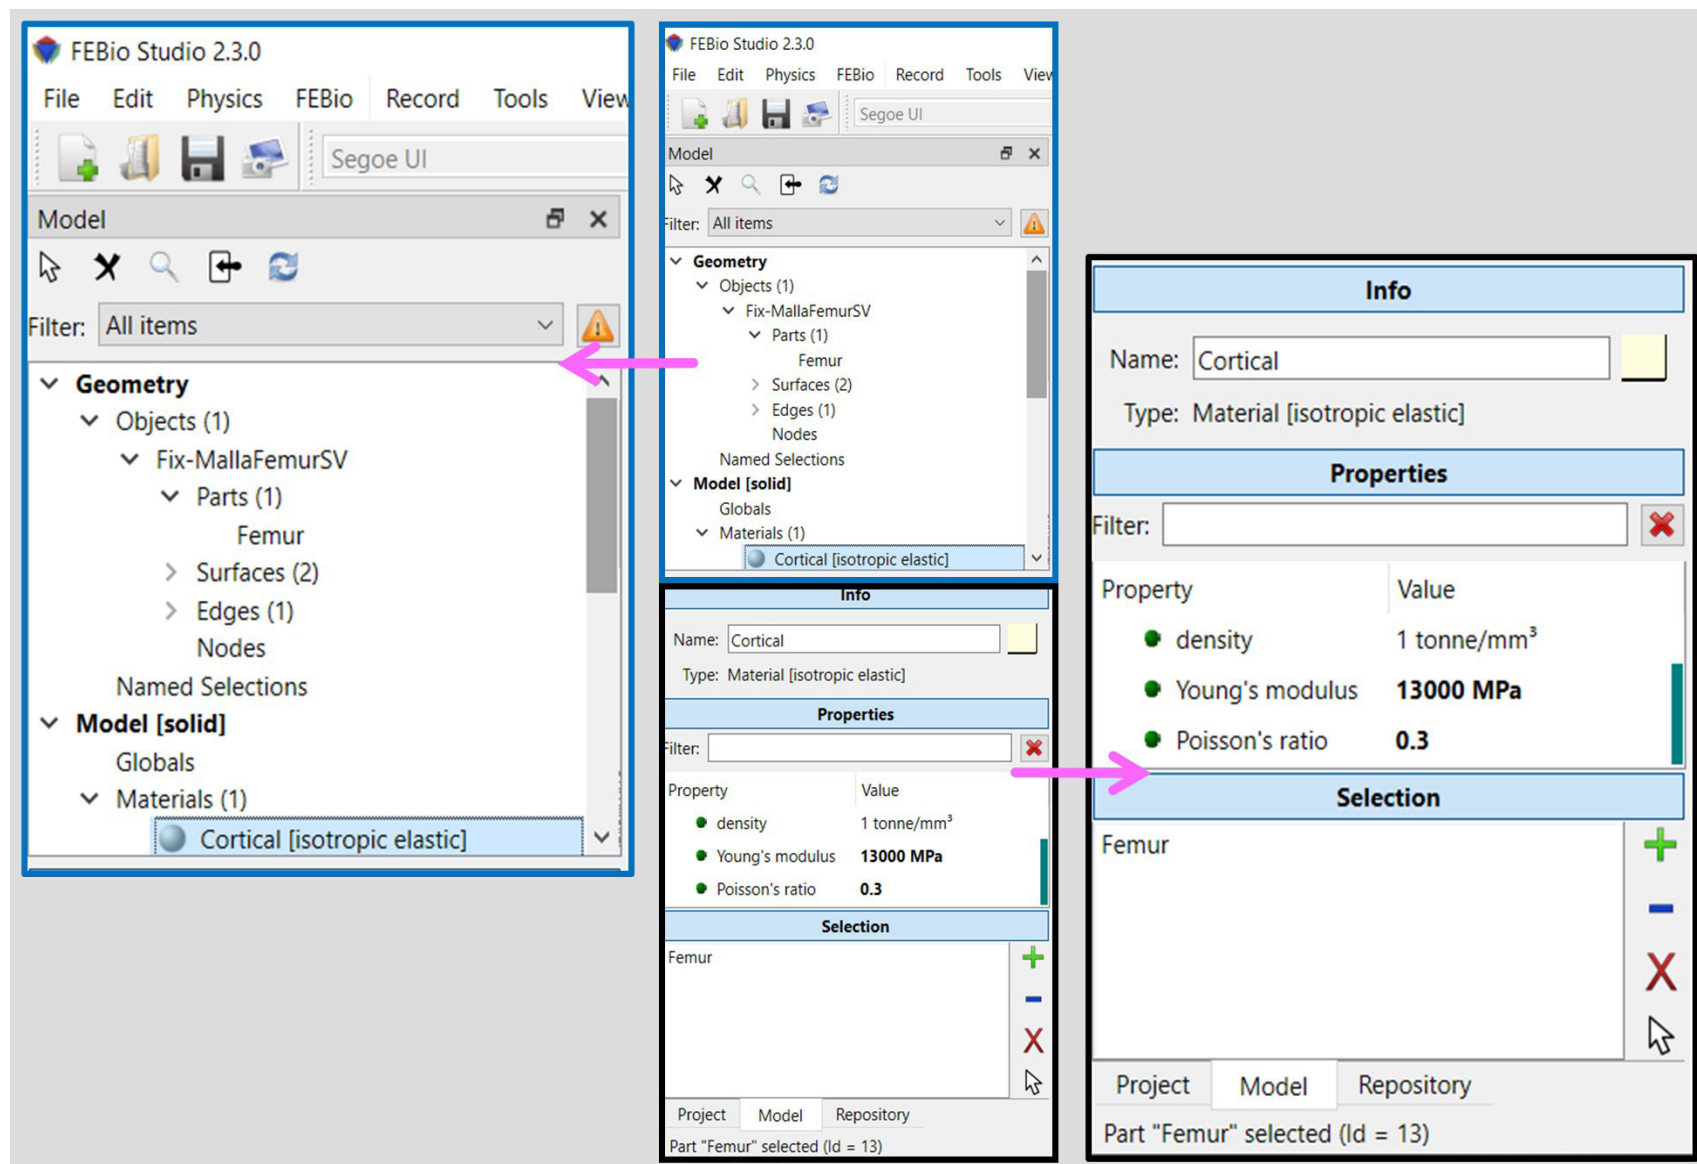 FEBio Studio 2.3.0
File Edit Physics FEBio Record Tools View
Segoe UI
Model
Filter: All items
Geometry
Objects (1)
Fix-MallaFemurSV
Parts (1)
Femur
Surfaces (2)
Edges (1)
Nodes
Named Selections
Model [solid]
Globals
Materials (1)
Cortical [isotropic elastic]
FEBio Studio 2.3.0
File Edit Physics FEBio Record Tools View
Segoe UI
Model
Filter: All items
Geometry
Objects (1)
Fix-MallaFemurSV
Parts (1)
Femur
Surfaces (2)
Edges (1)
Nodes
Named Selections
Model [solid]
Globals
Materials (1)
Cortical [isotropic elastic]
Info
Name: Cortical
Type: Material [isotropic elastic]
Properties
Filter:
Property Value
density 1 tonne/mm³
Young's modulus 13000 MPa
Poisson's ratio 0.3
Selection
Femur
Project Model Repository
Part "Femur" selected (Id = 13)
Info
Name: Cortical
Type: Material [isotropic elastic]
Properties
Filter:
Property Value
density 1 tonne/mm³
Young's modulus 13000 MPa
Poisson's ratio 0.3
Selection
Femur
Project Model Repository
Part "Femur" selected (Id = 13)